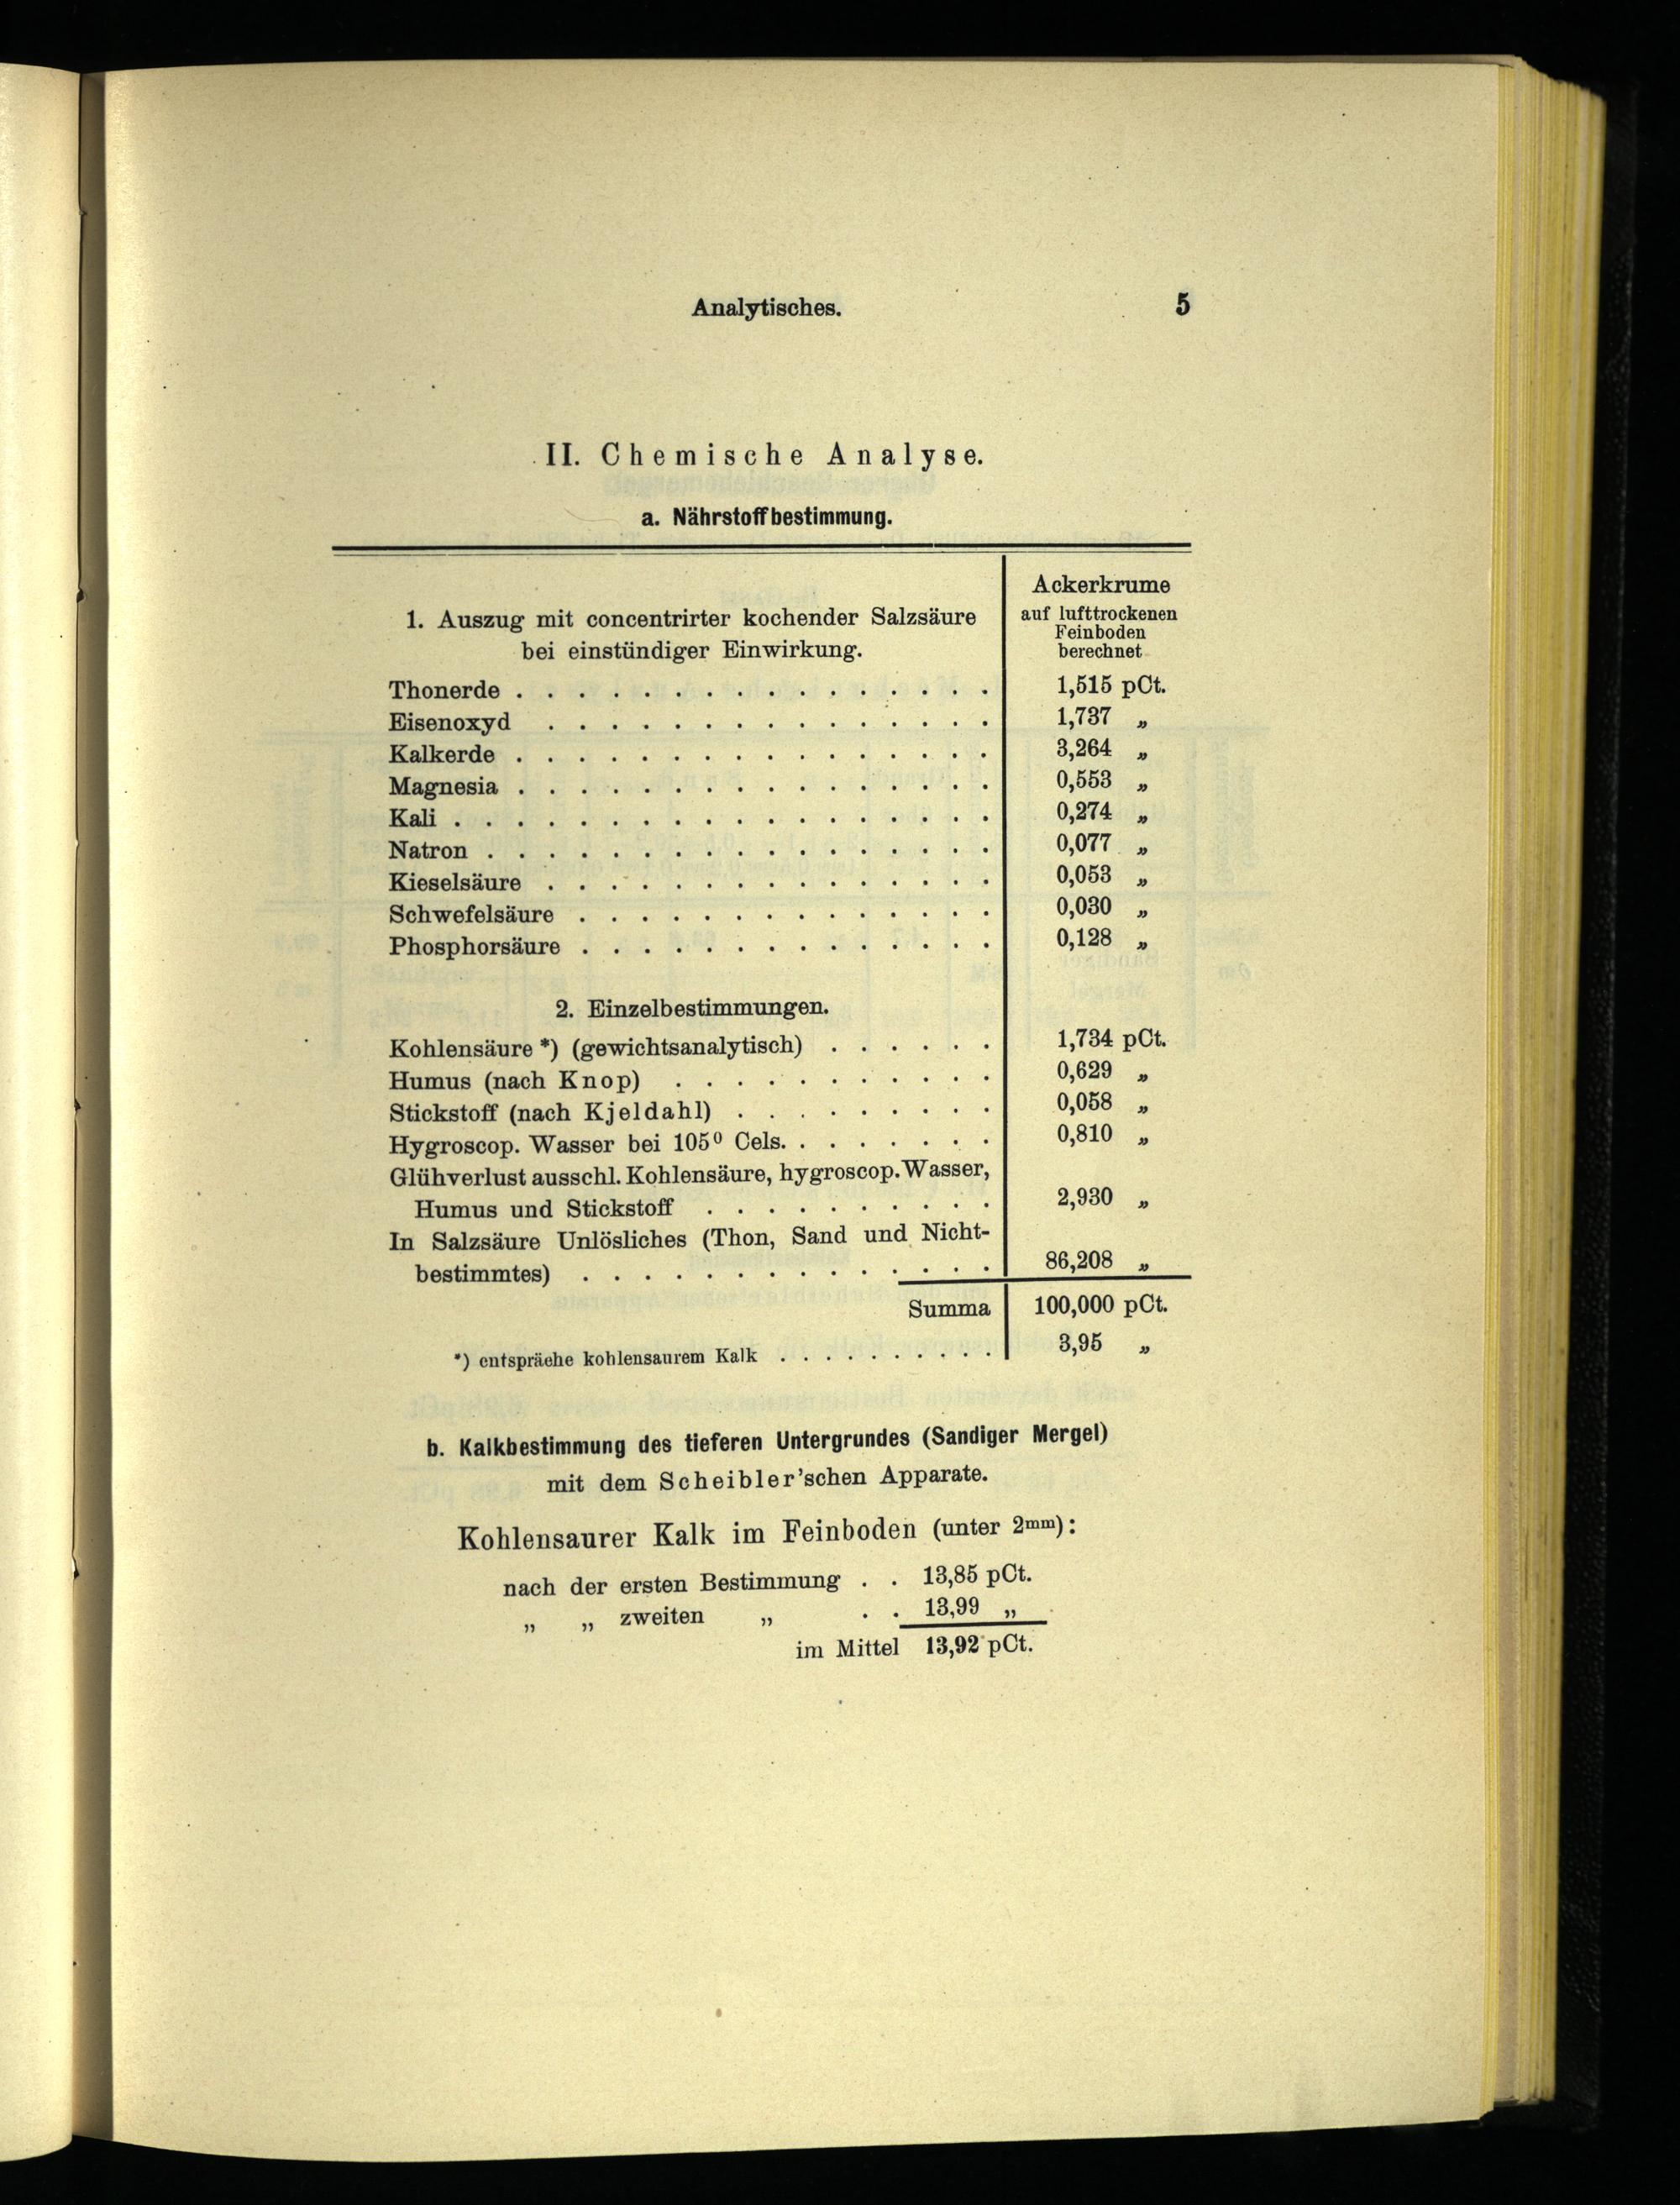 Analytisches. 5
II. Chemische Analyse.
a. Nährstoffbestimmung.
Ackerkrume
auf lufttrockenen
Feinboden
berechnet
1. Auszug mit concentrirter kochender Salzsäure
bei einstündiger Einwirkung.
Thonerde . . . . . . . . . . . . . . . . 1,515 pCt.
Eisenoxyd . . . . . . . . . . . . . . . 1,737 „
Kalkerde . . . . . . . . . . . . . . . . 3,264 „
Magnesia . . . . . . . . . . . . . . . . 0,553 „
Kali . . . . . . . . . . . . . . . . . . 0,274 „
Natron . . . . . . . . . . . . . . . . . 0,077 „
Kieselsäure . . . . . . . . . . . . . . . 0,053 „
Schwefelsäure . . . . . . . . . . . . . . 0,030 „
Phosphorsäure . . . . . . . . . . . . . . 0,128 „
2. Einzelbestimmungen.
Kohlensäure *) (gewichtsanalytisch) . . . . . . 1,734 pCt.
Humus (nach Knop) . . . . . . . . . . . 0,629 „
Stickstoff (nach Kjeldahl) . . . . . . . . . 0,058 „
Hygroscop. Wasser bei 105⁰ Cels. . . . . . . . 0,810 „
Glühverlust ausschl. Kohlensäure, hygroscop. Wasser,
Humus und Stickstoff . . . . . . . . . . 2,930 „
In Salzsäure Unlösliches (Thon, Sand und Nicht-
bestimmtes) . . . . . . . . . . . . . . 86,208 „
Summa 100,000 pCt.
*) entspräche kohlensaurem Kalk . . . . . . . . . . 3,95 „
b. Kalkbestimmung des tieferen Untergrundes (Sandiger Mergel)
mit dem Scheibler'schen Apparate.
Kohlensaurer Kalk im Feinboden (unter 2mm):
nach der ersten Bestimmung . . 13,85 pCt.
„ „ zweiten „ . . 13,99 „
im Mittel 13,92 pCt.